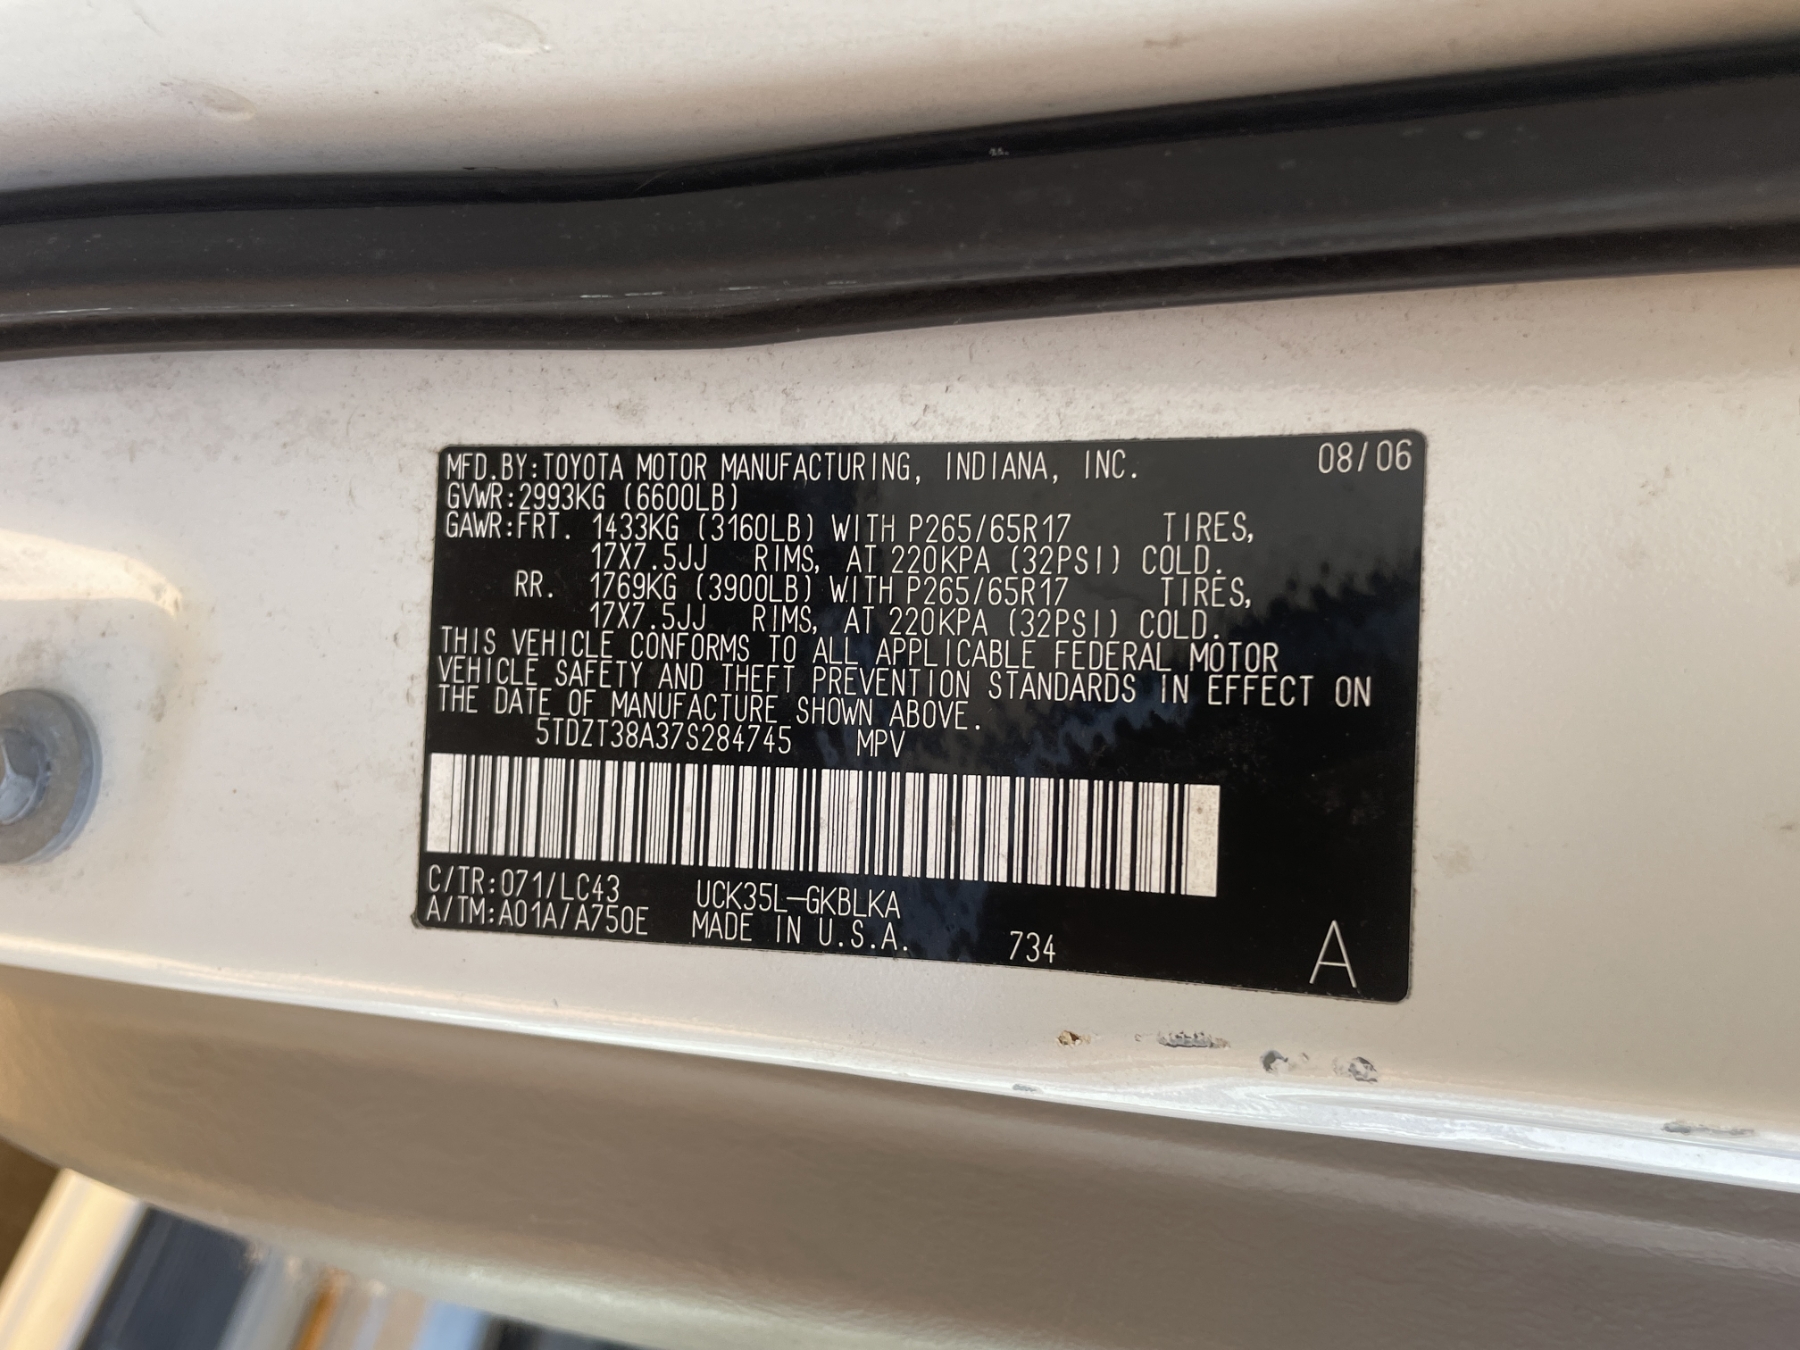 MFD.BY:TOYOTA MOTOR MANUFACTURING, INDIANA, INC. 08/06
GVWR:2993KG (6600LB)
GAWR:FRT. 1433KG (3160LB) WITH P265/65R17 TIRES,
17X7.5JJ RIMS, AT 220KPA (32PSI) COLD.
RR. 1769KG (3900LB) WITH P265/65R17 TIRES,
17X7.5JJ RIMS, AT 220KPA (32PSI) COLD.
THIS VEHICLE CONFORMS TO ALL APPLICABLE FEDERAL MOTOR
VEHICLE SAFETY AND THEFT PREVENTION STANDARDS IN EFFECT ON
THE DATE OF MANUFACTURE SHOWN ABOVE.
5TDZT38A37S284745 MPV
C/TR:071/LC43 UCK35L-GKBLKA
A/TM:A01A/A750E MADE IN U.S.A. 734 A